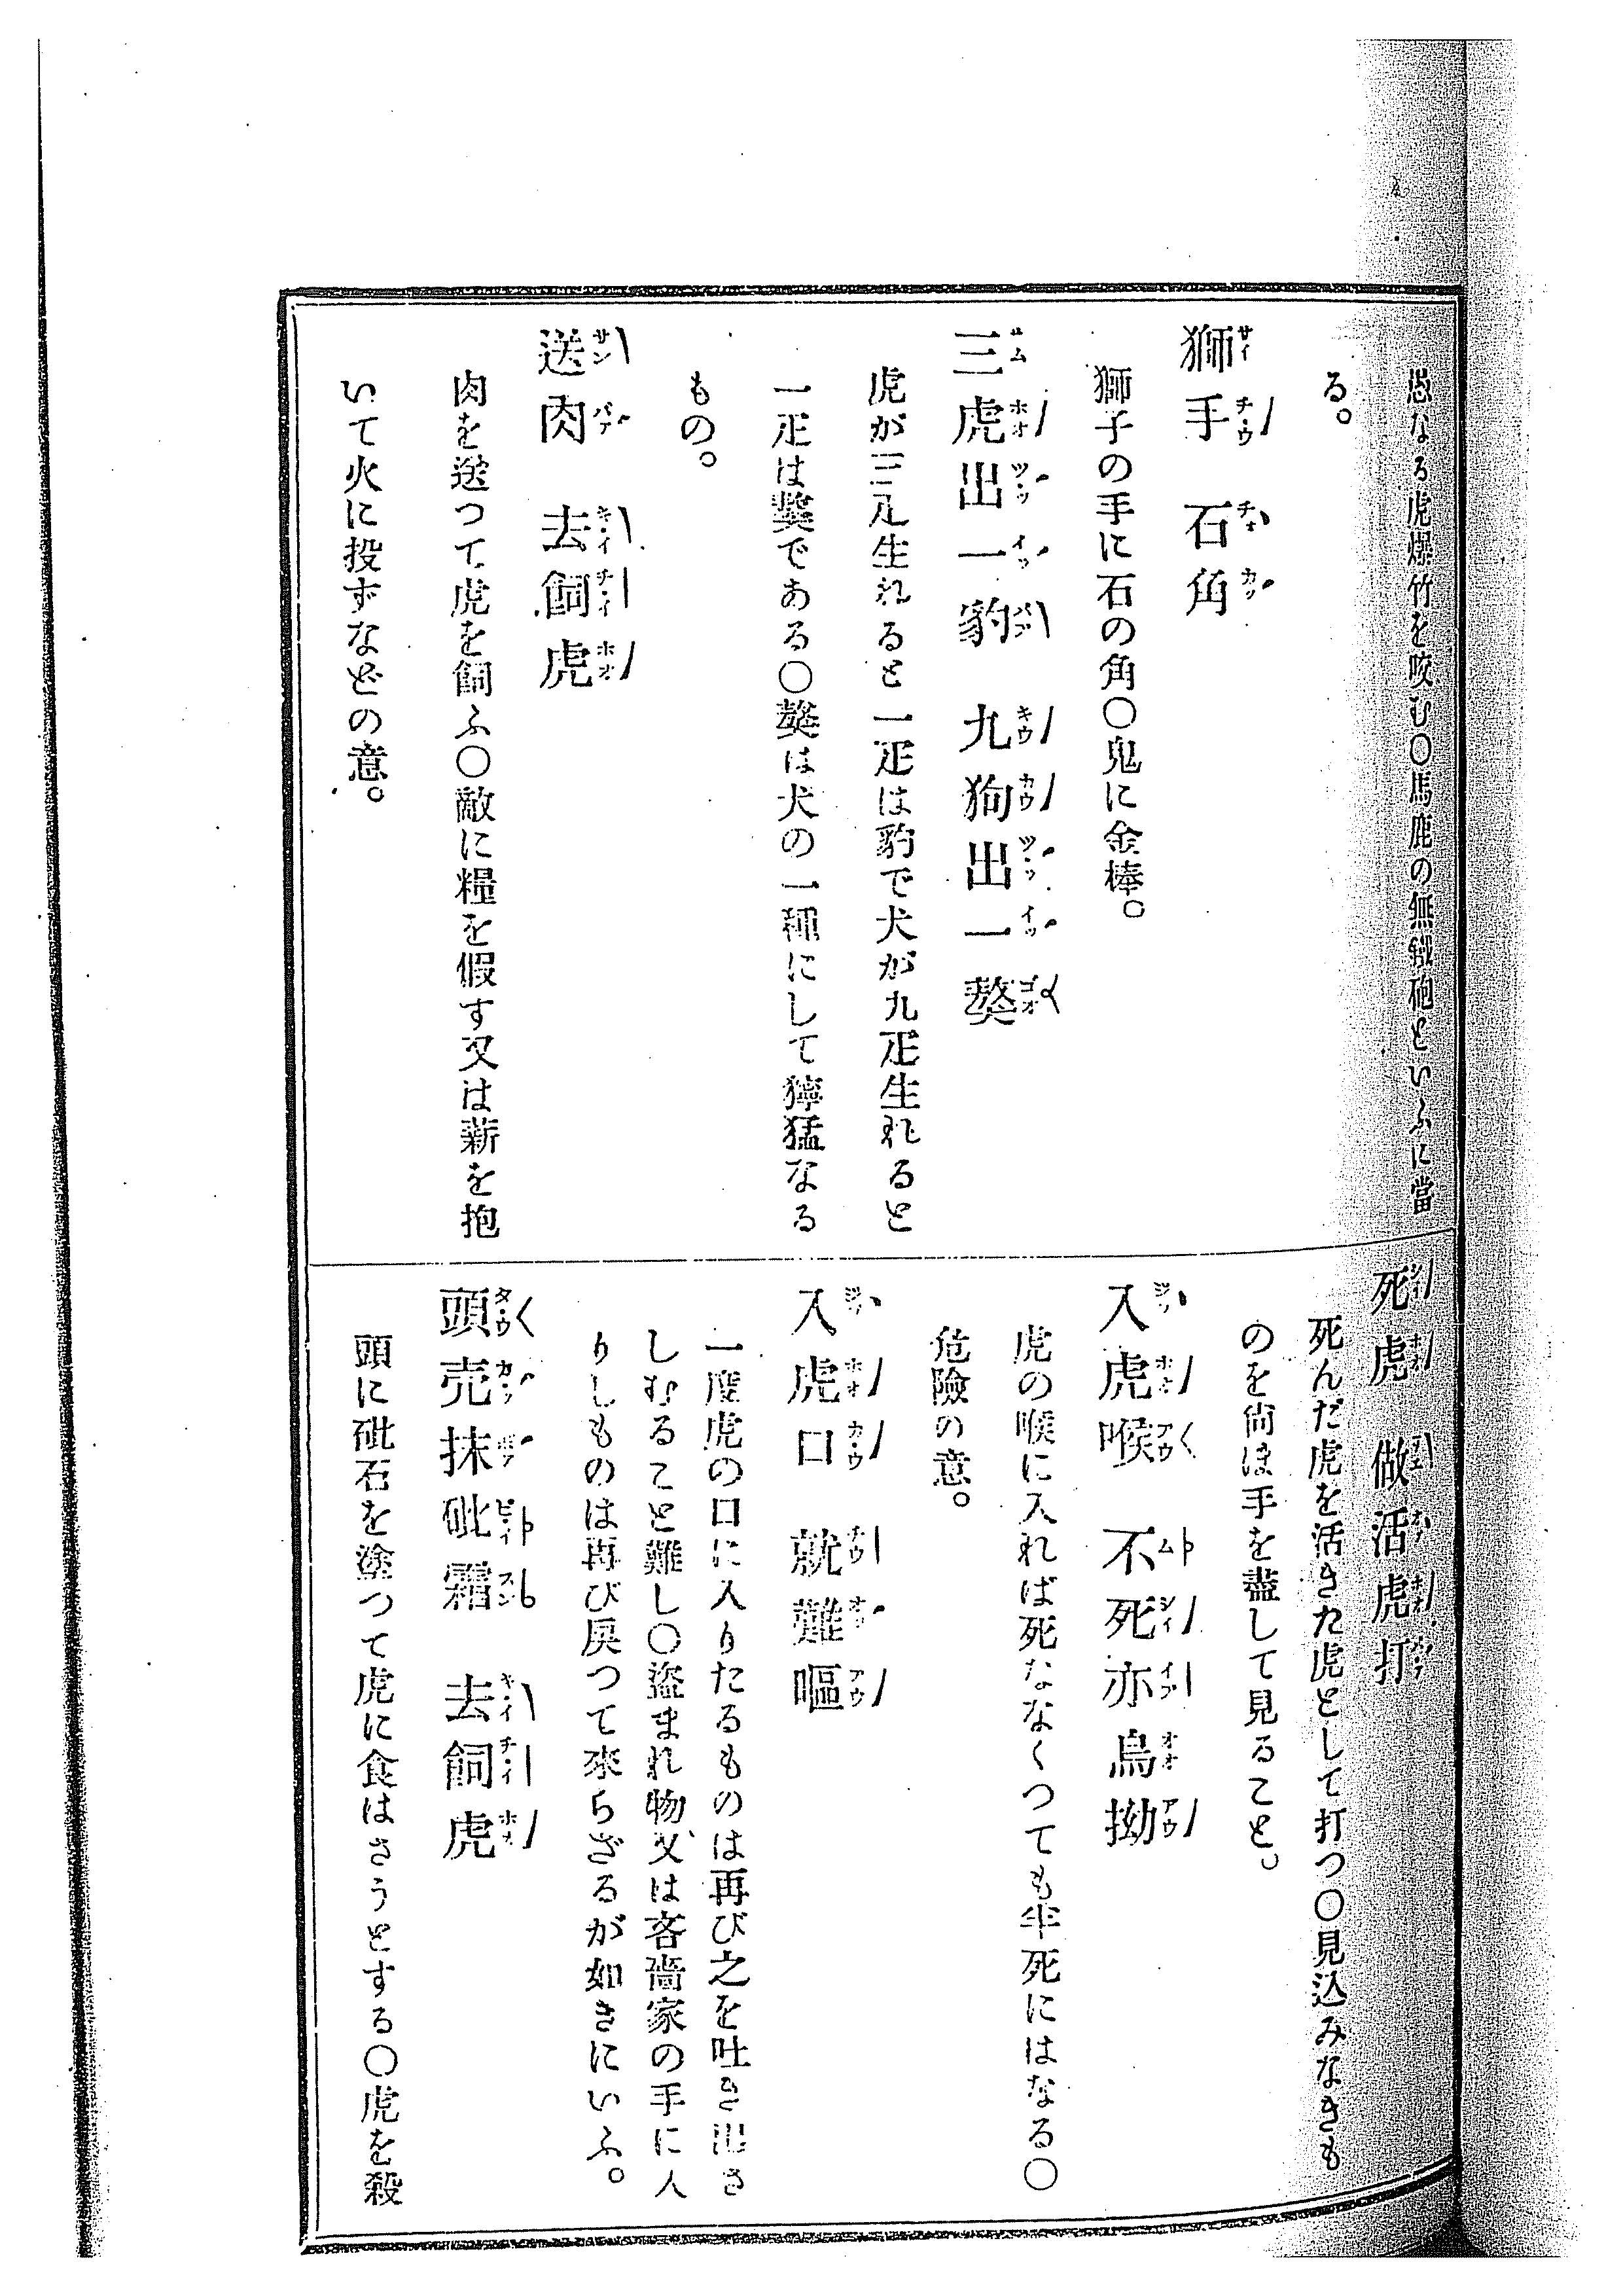 愚なる虎爆竹を咬む〇馬鹿の無鐵砲といふに當
る。
獅手 石角
獅子の手に石の角〇鬼に金棒。
三虎出一豹 九狗出一獒
虎が三疋生れると一疋は豹で犬が九疋生れると
一疋は獒である〇獒は犬の一種にして獰猛なる
もの。
送肉 去飼虎
肉を送つて虎を飼ふ〇敵に糧を假す又は薪を抱
いて火に投ずなどの意。
死虎 做活虎打
死んだ虎を活きた虎として打つ〇見込みなきも
のを尙ほ手を盡して見ること。
入虎喉 不死亦烏拗
虎の喉に入れば死ななくつても半死にはなる〇
危險の意。
入虎口 就難嘔
一度虎の口に入りたるものは再び之を吐き出さ
しむること難し〇盜まれ物又は吝嗇家の手に入
りしものは再び戾つて來らざるが如きにいふ。
頭壳抹砒霜 去飼虎
頭に砒石を塗つて虎に食はさうとする〇虎を殺